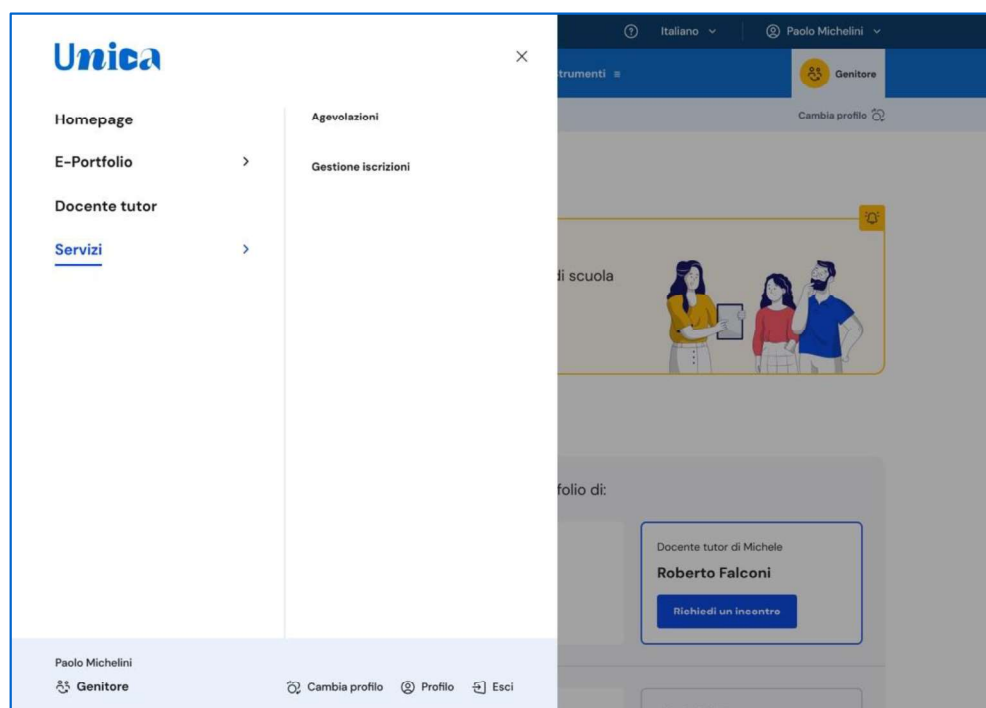 Unica
Homepage
E-Portfolio
Docente tutor
Servizi
Agevolazioni
Gestione iscrizioni
Paolo Michelini
Genitore
Cambia profilo
Profilo
Esci
Italiano
Paolo Michelini
trumenti
Genitore
Cambia profilo
di scuola
folio di:
Docente tutor di Michele
Roberto Falconi
Richiedi un incontro